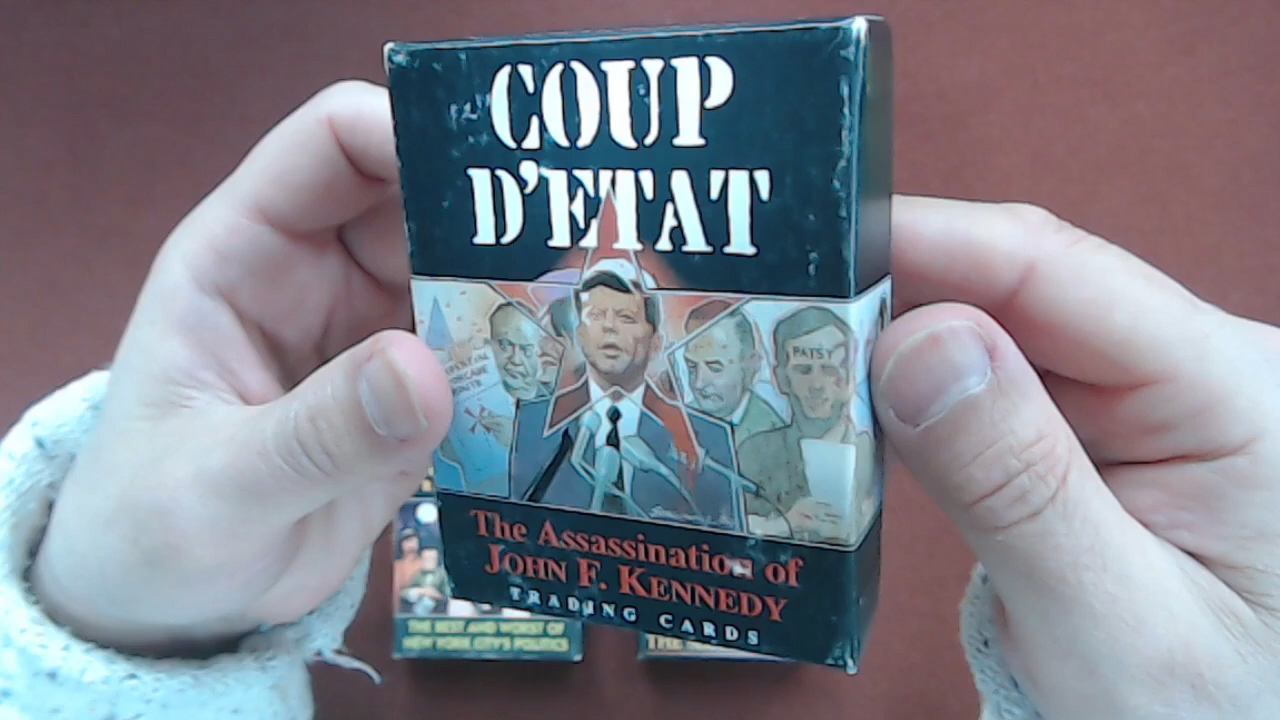 COUP
D'ETAT
PATSY
The Assassination of
JOHN F. KENNEDY
TRADING CARDS
THE BEST AND WORST OF
NEW YORK CITY'S POLITICS
THE